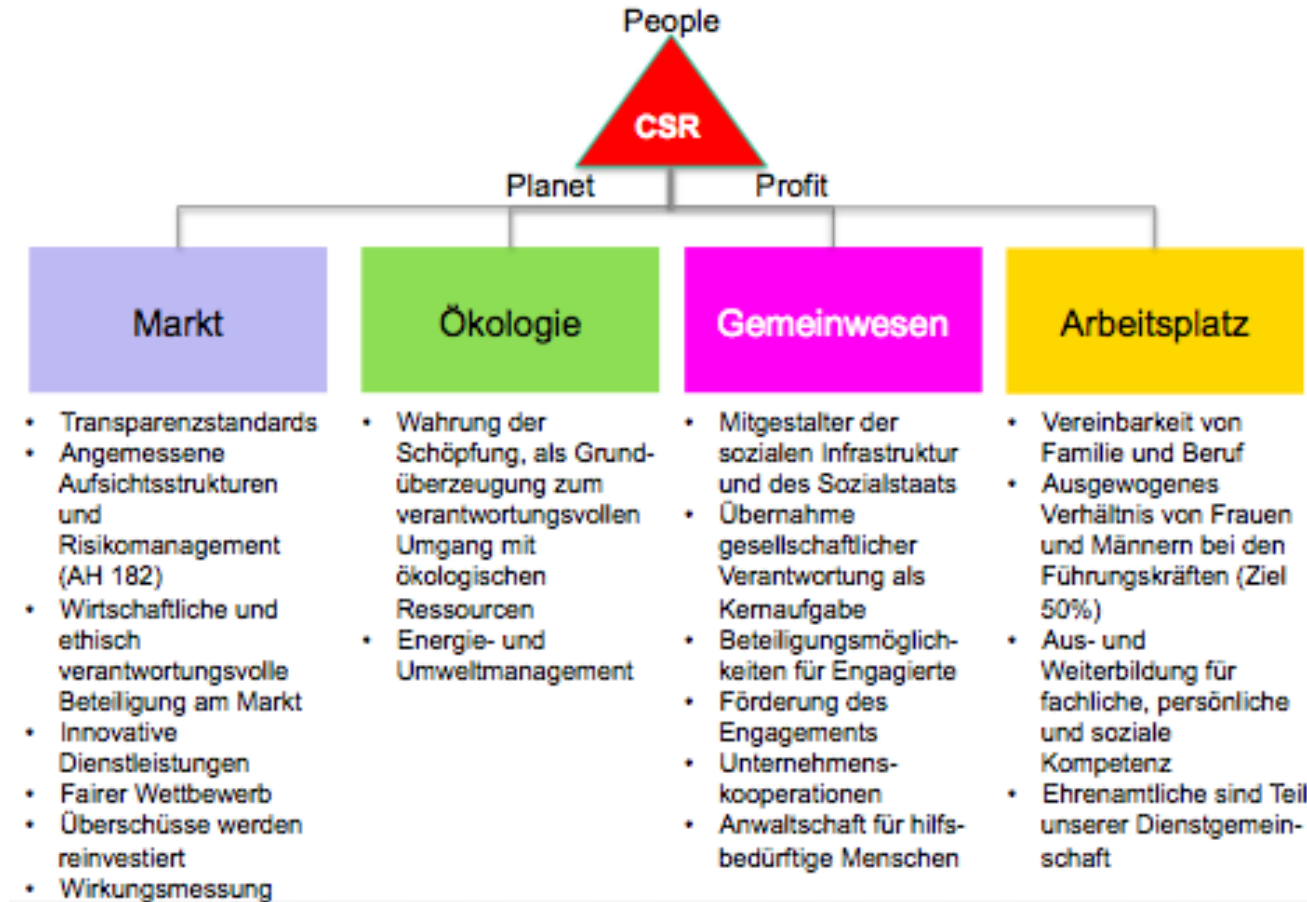 People
CSR
Planet
Profit
Markt
• Transparenzstandards
• Angemessene
Aufsichtsstrukturen
und
Risikomanagement
(AH 182)
• Wirtschaftliche und
ethisch
verantwortungsvolle
Beteiligung am Markt
• Innovative
Dienstleistungen
• Fairer Wettbewerb
• Überschüsse werden
reinvestiert
• Wirkungsmessung
Ökologie
• Wahrung der
Schöpfung, als Grund-
überzeugung zum
verantwortungsvollen
Umgang mit
ökologischen
Ressourcen
• Energie- und
Umweltmanagement
Gemeinwesen
• Mitgestalter der
sozialen Infrastruktur
und des Sozialstaats
• Übernahme
gesellschaftlicher
Verantwortung als
Kernaufgabe
• Beteiligungsmöglich-
keiten für Engagierte
• Förderung des
Engagements
• Unternehmens-
kooperationen
• Anwaltschaft für hilfs-
bedürftige Menschen
Arbeitsplatz
• Vereinbarkeit von
Familie und Beruf
• Ausgewogenes
Verhältnis von Frauen
und Männern bei den
Führungskräften (Ziel
50%)
• Aus- und
Weiterbildung für
fachliche, persönliche
und soziale
Kompetenz
• Ehrenamtliche sind Teil
unserer Dienstgemein-
schaft